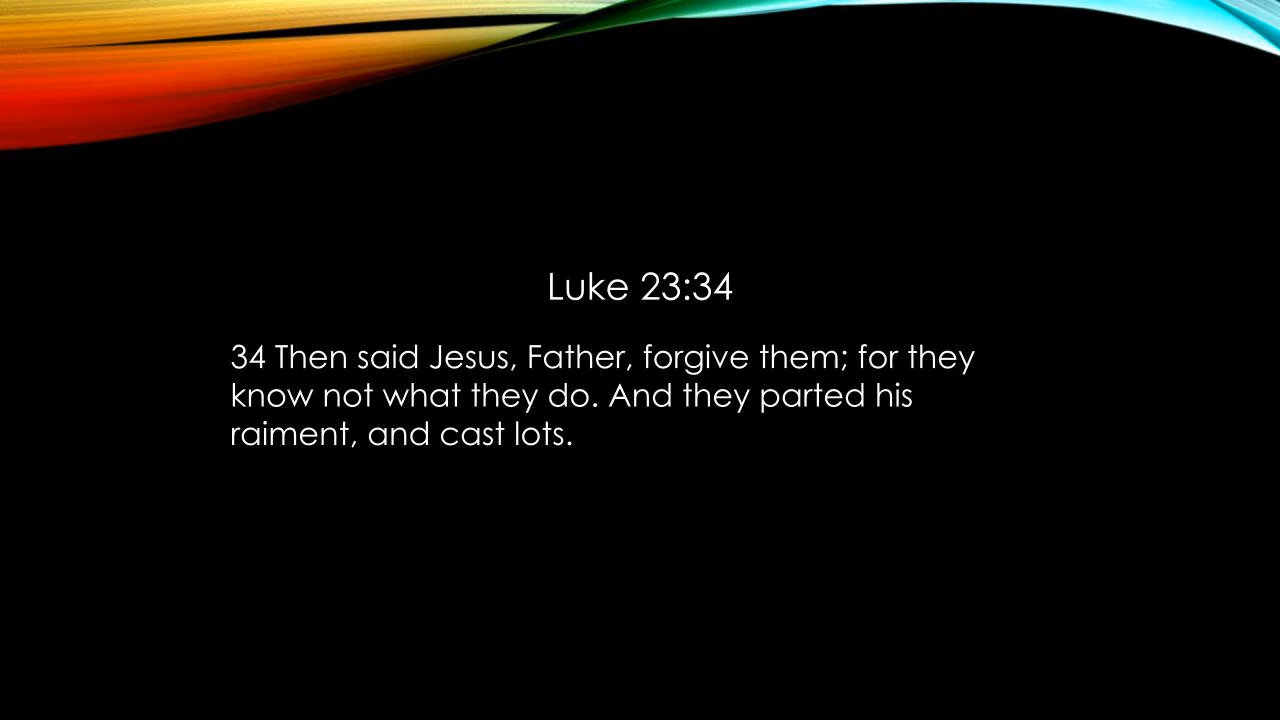 Luke 23:34
34 Then said Jesus, Father, forgive them; for they
know not what they do. And they parted his
raiment, and cast lots.